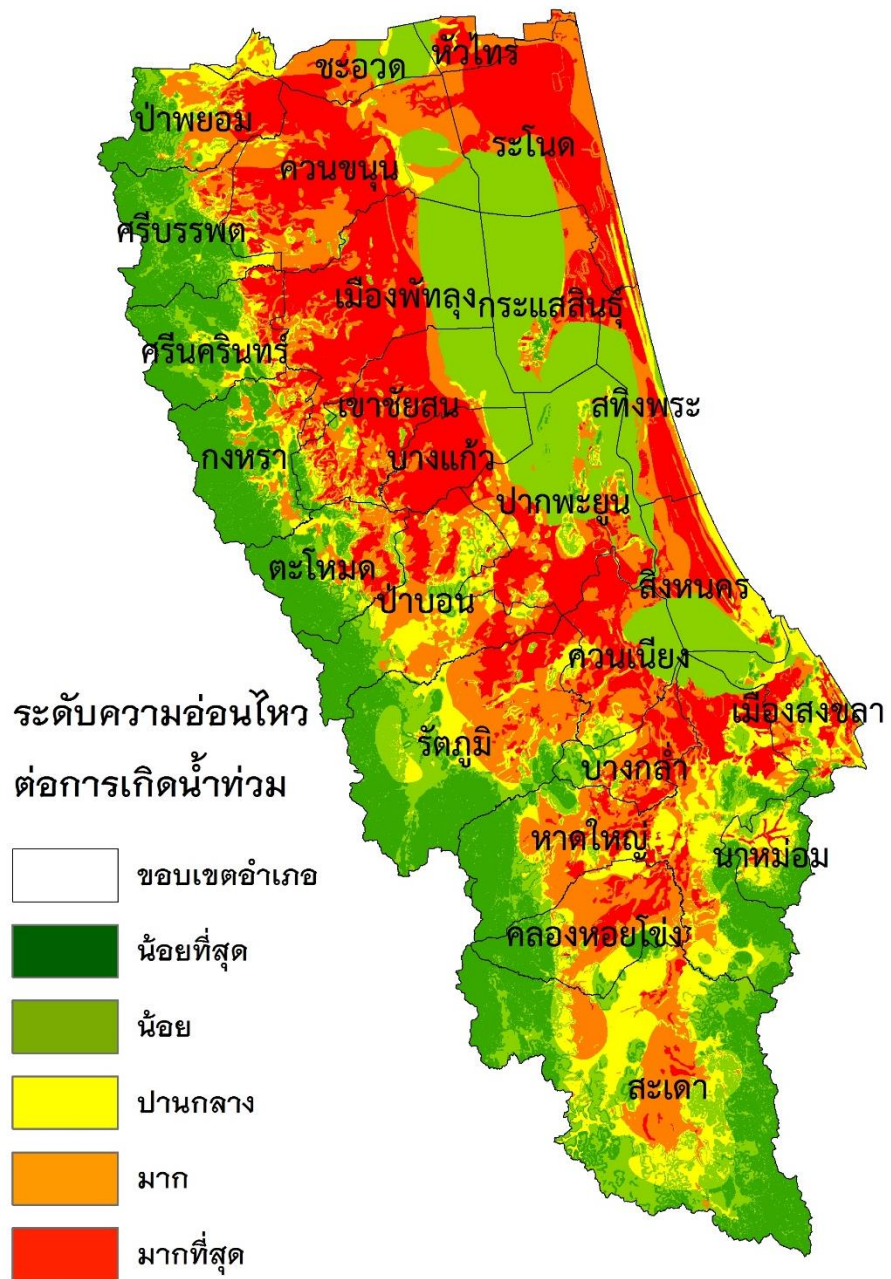 หัวไทร
ชะอวด
ป่าพยอม
ระโนด
ควนขนุน
ศรีบรรพต
เมืองพัทลุง
กระแสสินธุ์
ศรีนครินทร์
เขาชัยสน
สทิงพระ
กงหรา
บางแก้ว
ปากพะยูน
ตะโหมด
ป่าบอน
สิงหนคร
ควนเนียง
เมืองสงขลา
รัตภูมิ
บางกล่ำ
หาดใหญ่
นาหม่อม
คลองหอยโข่ง
สะเดา
ระดับความอ่อนไหว
ต่อการเกิดน้ำท่วม
ขอบเขตอำเภอ
น้อยที่สุด
น้อย
ปานกลาง
มาก
มากที่สุด